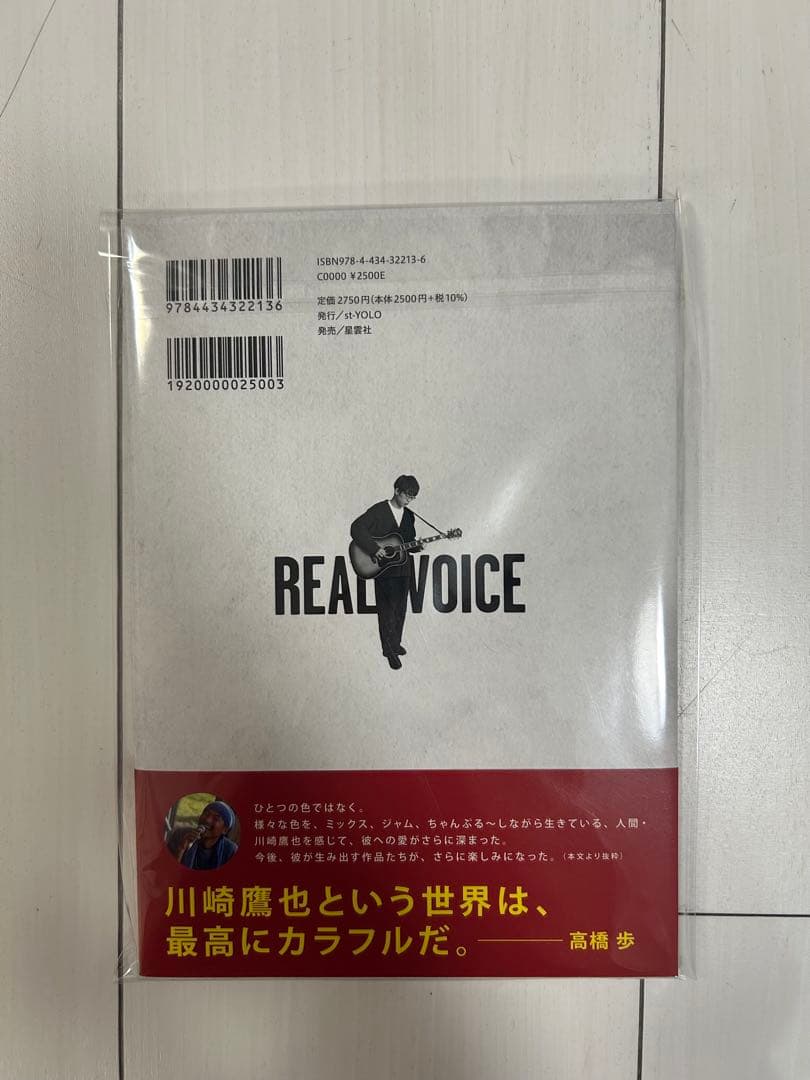 ISBN978-4-434-32213-6
C0000 ¥2500E
9784434322136
定価2750円(本体2500円+税10%)
発行/st-YOLO
発売/星雲社
1920000025003
REAL VOICE
ひとつの色ではなく。
様々な色を、ミックス、ジャム、ちゃんぷる〜しながら生きている、人間・
川崎鷹也を感じて、彼への愛がさらに深まった。
今後、彼が生み出す作品たちが、さらに楽しみになった。(本文より抜粋)
川崎鷹也という世界は、
最高にカラフルだ。――高橋 歩